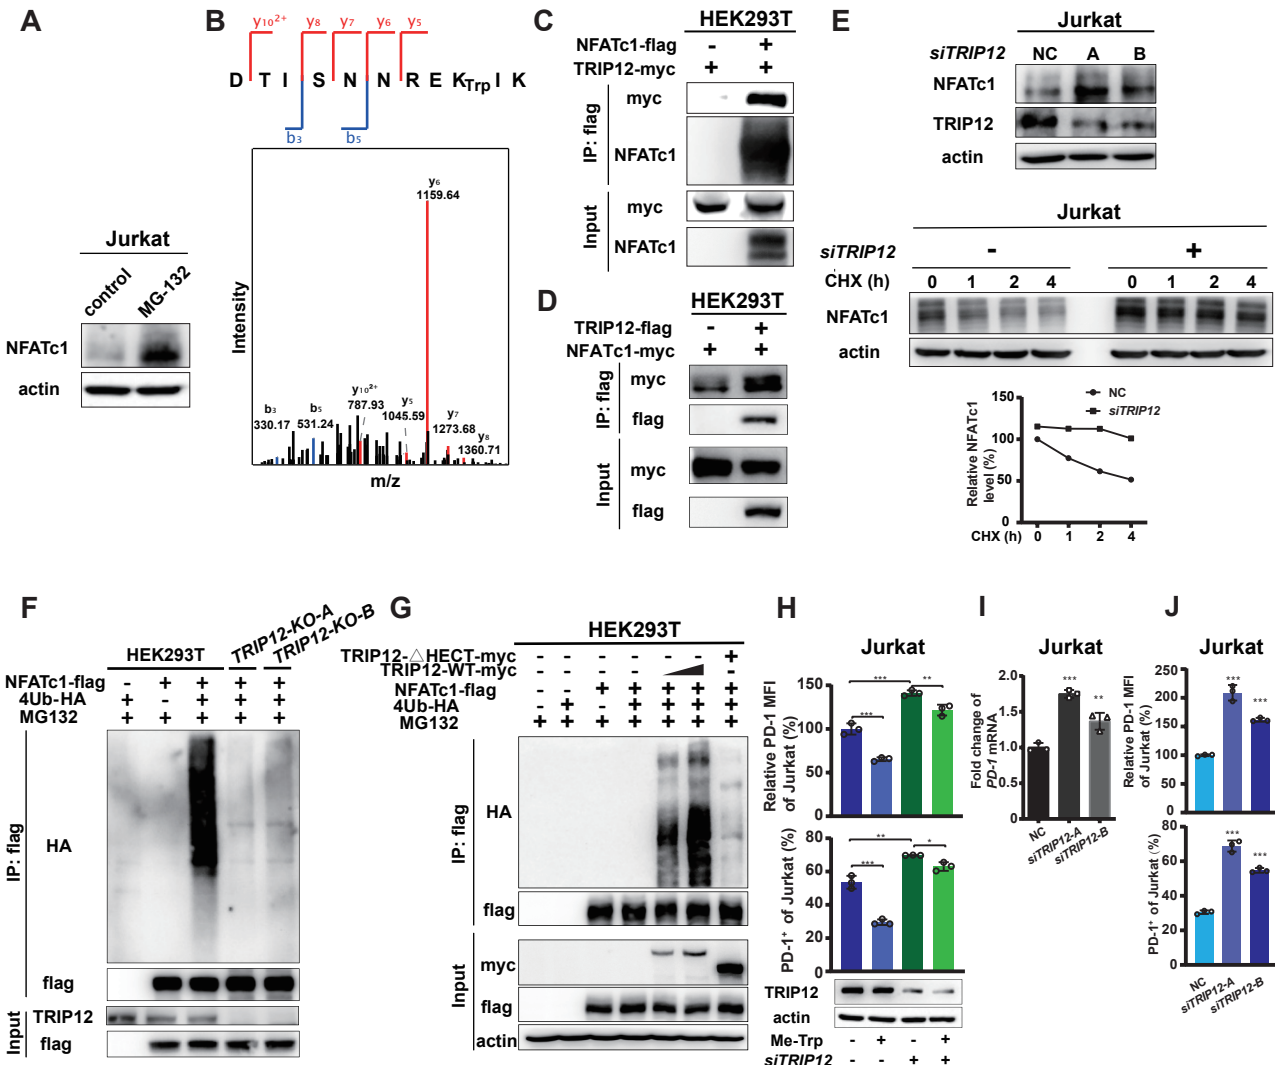 A
Jurkat
control
MG-132
NFATc1
actin
B
y10 2+
y8
y7
y6
y5
D T I S N N R E KTrp I K
b3
b5
Intensity
y6
1159.64
b3
330.17
b5
531.24
y10 2+
787.93
y5
1045.59
y7
1273.68
y8
1360.71
m/z
C
HEK293T
NFATc1-flag - +
TRIP12-myc + +
IP: flag
myc
NFATc1
Input
myc
NFATc1
D
HEK293T
TRIP12-flag - +
NFATc1-myc + +
IP: flag
myc
flag
Input
myc
flag
E
Jurkat
siTRIP12 NC A B
NFATc1
TRIP12
actin
Jurkat
siTRIP12 - +
CHX (h) 0 1 2 4 0 1 2 4
NFATc1
actin
NC
siTRIP12
Relative NFATc1
level (%)
150
100
50
0
CHX (h) 0 1 2 4
F
HEK293T
TRIP12-KO-A
TRIP12-KO-B
NFATc1-flag - + + + +
4Ub-HA + - + + +
MG132 + + + + +
IP: flag
HA
flag
Input
TRIP12
flag
G
HEK293T
TRIP12-△HECT-myc - - - - - - +
TRIP12-WT-myc - - - - -
NFATc1-flag - - + + + + +
4Ub-HA - + - + + + +
MG132 + + + + + + +
IP: flag
HA
flag
Input
myc
flag
actin
H
Jurkat
Relative PD-1 MFI
of Jurkat (%)
150
100
50
0
***
***
**
PD-1+ of Jurkat (%)
80
60
40
20
0
**
***
*
TRIP12
actin
Me-Trp - + - +
siTRIP12 - - + +
I
Jurkat
Fold change of
PD-1 mRNA
2.0
1.5
1.0
0.5
0
***
**
NC
siTRIP12-A
siTRIP12-B
J
Jurkat
Relative PD-1 MFI
of Jurkat (%)
250
200
150
100
50
0
***
***
PD-1+ of Jurkat (%)
80
60
40
20
0
***
***
NC
siTRIP12-A
siTRIP12-B